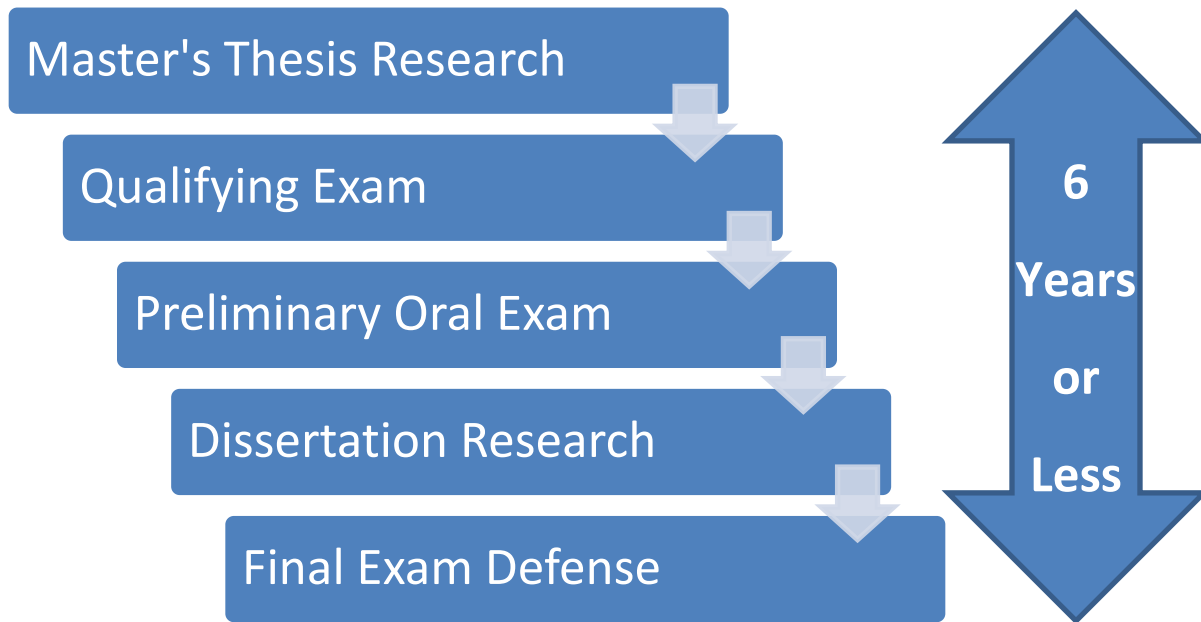 Master's Thesis Research
Qualifying Exam
Preliminary Oral Exam
Dissertation Research
Final Exam Defense
6
Years
or
Less